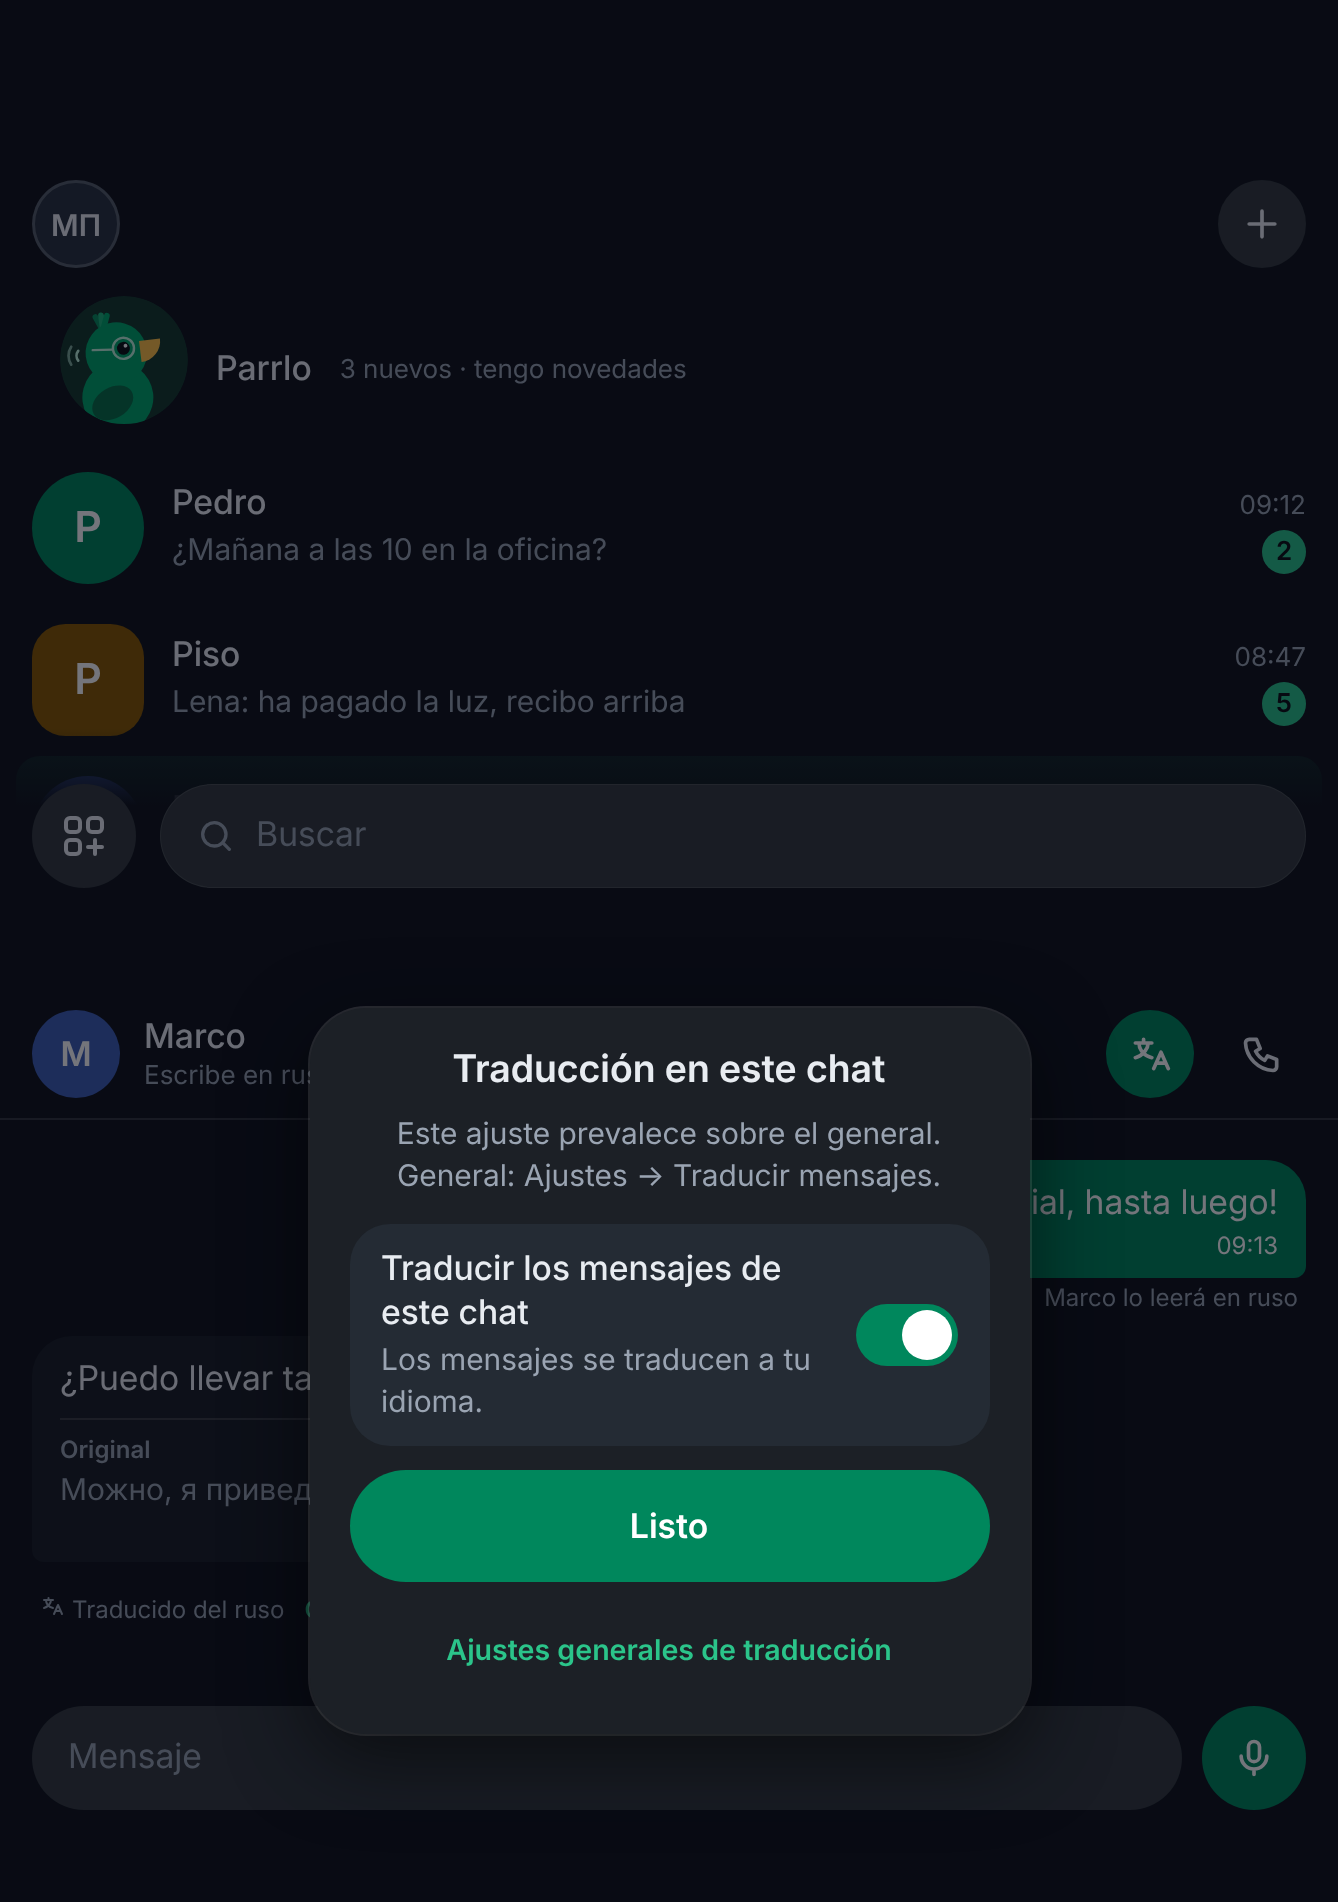 МП
Parrlo 3 nuevos · tengo novedades
P
Pedro
09:12
¿Mañana a las 10 en la oficina?
2
P
Piso
08:47
Lena: ha pagado la luz, recibo arriba
5
Buscar
M
Marco
Escribe en
Traducción en este chat
Este ajuste prevalece sobre el general.
General: Ajustes → Traducir mensajes.
hasta luego!
09:13
Marco lo leerá en ruso
Traducir los mensajes de
este chat
Los mensajes se traducen a tu
idioma.
¿Puedo llevar
Original
Можно, я
Listo
Traducido del ruso
Ajustes generales de traducción
Mensaje